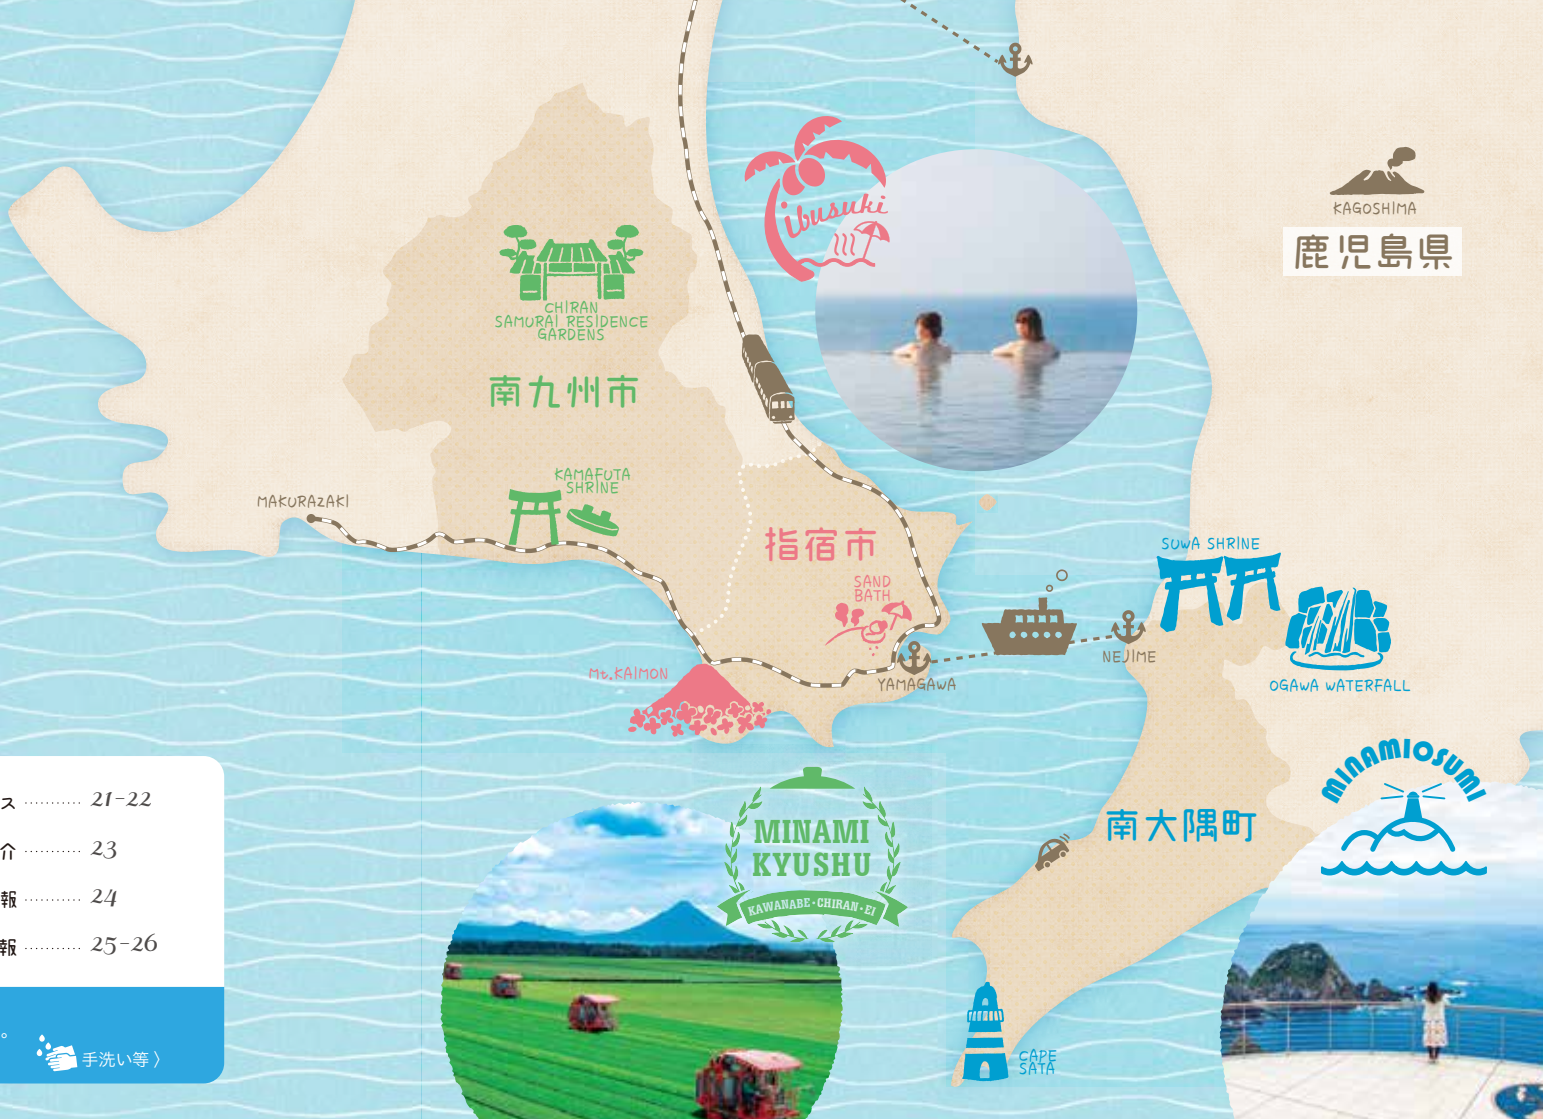 ibusuki
KAGOSHIMA
鹿児島県
CHIRAN
SAMURAI RESIDENCE
GARDENS
南九州市
KAMAFUTA
SHRINE
MAKURAZAKI
指宿市
SAND
BATH
SUWA SHRINE
NEJIME
YAMAGAWA
Mt.KAIMON
OGAWA WATERFALL
MINAMIOSUMI
南大隅町
MINAMI
KYUSHU
KAWANABE・CHIRAN・EI
CAPE
SATA
ス ·········· 21-22
介 ·········· 23
報 ·········· 24
報 ·········· 25-26
。
手洗い等 〉